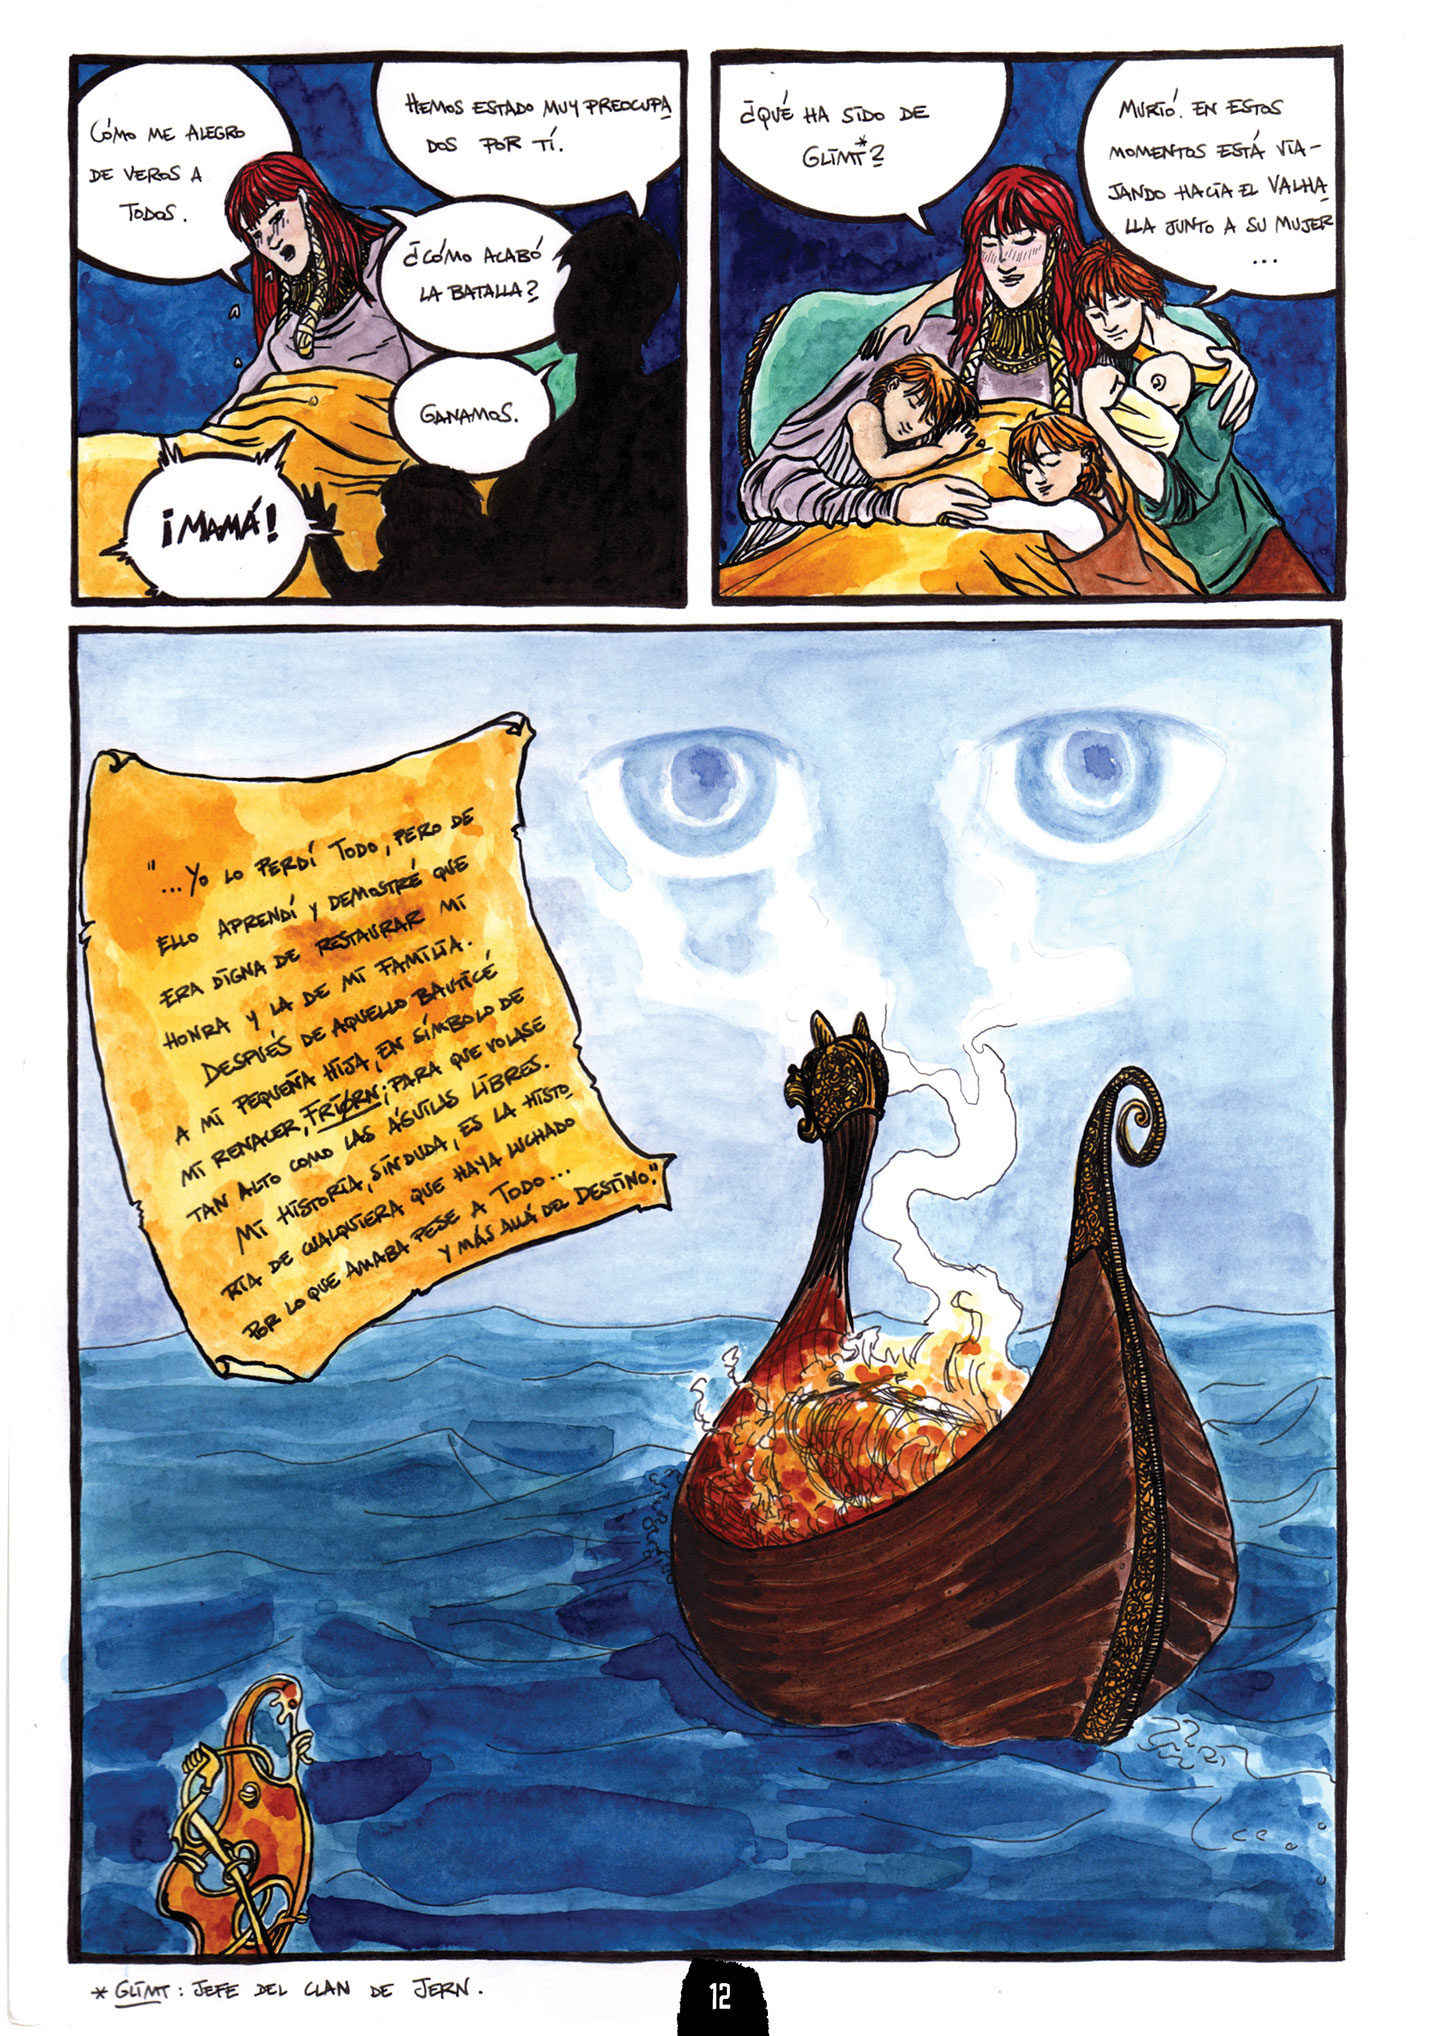 CÓMO ME ALEGRO
DE VEROS A
TODOS.
HEMOS ESTADO MUY PREOCUPA
DOS POR TÍ.
¿CÓMO ACABÓ
LA BATALLA?
GANAMOS.
¡MAMÁ!
¿QUÉ HA SIDO DE
GLIMT*?
MURIÓ. EN ESTOS
MOMENTOS ESTÁ VIA-
JANDO HACIA EL VALHA
LLA JUNTO A SU MUJER
...
"...YO LO PERDÍ TODO, PERO DE
ELLO APRENDÍ Y DEMOSTRÉ QUE
ERA DIGNA DE RESTAURAR MI
HONRA Y LA DE MI FAMILIA.
DESPUÉS DE AQUELLO BAUTICÉ
A MI PEQUEÑA HIJA, EN SÍMBOLO DE
MI RENACER, FRIØRN; PARA QUE VOLASE
TAN ALTO COMO LAS ÁGUILAS LIBRES.
MI HISTORIA, SIN DUDA, ES LA HISTO
RIA DE CUALQUIERA QUE HAYA LUCHADO
POR LO QUE AMABA PESE A TODO...
Y MÁS ALLÁ DEL DESTINO."
* GLIMT: JEFE DEL CLAN DE JERN.
12